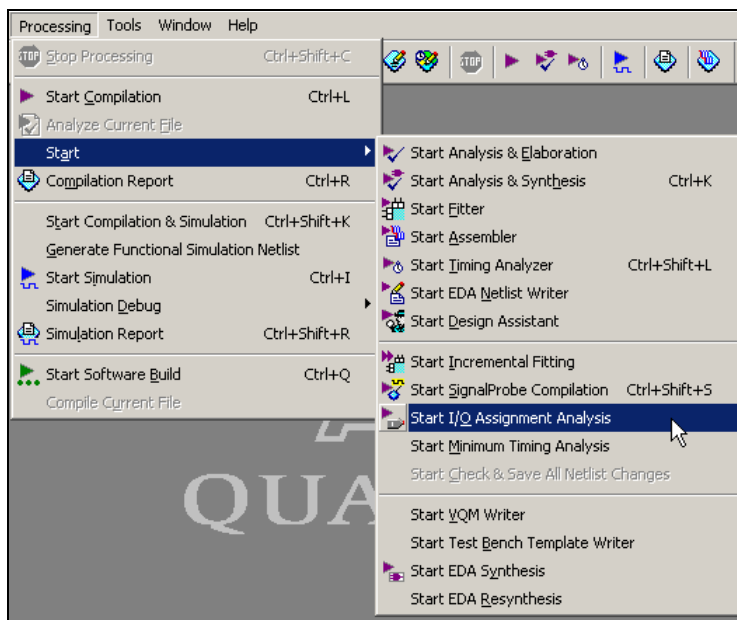 Processing Tools Window Help
Stop Processing Ctrl+Shift+C
Start Compilation Ctrl+L
Analyze Current File
Start
Compilation Report Ctrl+R
Start Compilation & Simulation Ctrl+Shift+K
Generate Functional Simulation Netlist
Start Simulation Ctrl+I
Simulation Debug
Simulation Report Ctrl+Shift+R
Start Software Build Ctrl+Q
Compile Current File
Start Analysis & Elaboration
Start Analysis & Synthesis Ctrl+K
Start Fitter
Start Assembler
Start Timing Analyzer Ctrl+Shift+L
Start EDA Netlist Writer
Start Design Assistant
Start Incremental Fitting
Start SignalProbe Compilation Ctrl+Shift+S
Start I/O Assignment Analysis
Start Minimum Timing Analysis
Start Check & Save All Netlist Changes
Start VQM Writer
Start Test Bench Template Writer
Start EDA Synthesis
Start EDA Resynthesis
STOP
STOP
QUA